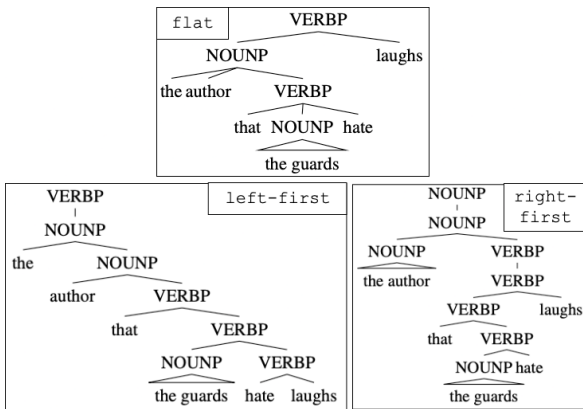 flat
VERBP
NOUNP laughs
the author VERBP
that NOUNP hate
the guards
left-first
VERBP
NOUNP
the NOUNP
author VERBP
that VERBP
NOUNP VERBP
the guards hate laughs
right-
first
NOUNP
NOUNP
NOUNP VERBP
the author VERBP
VERBP laughs
that VERBP
NOUNP hate
the guards